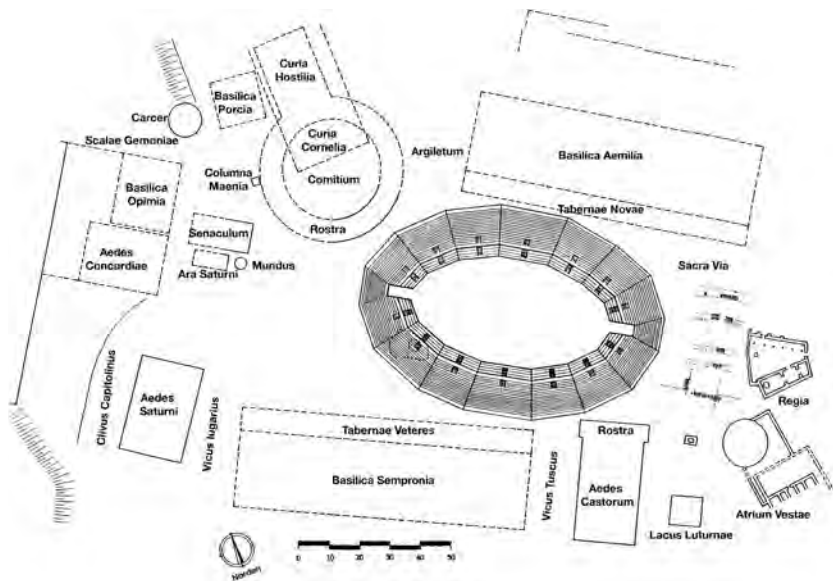 Curia
Hostilia
Basilica
Porcia
Carcer
Scalae Gemoniae
Curia
Cornelia
Comitium
Argiletum
Basilica Aemilia
Columna
Maenia
Basilica
Opimia
Tabernae Novae
Senaculum
Rostra
Aedes
Concordiae
Ara Saturni
Mundus
Sacra Via
Clivus Capitolinus
Aedes
Saturni
Vicus Iugarius
Regia
Tabernae Veteres
Rostra
Basilica Sempronia
Vicus Tuscus
Aedes
Castorum
Atrium Vestae
Lacus Luturnae
Norden
0 10 20 30 40 50